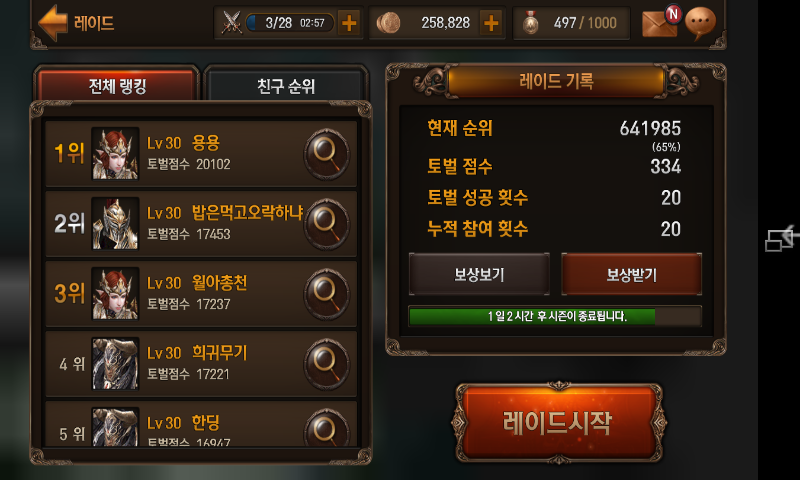 레이드
3/28 02:57
258,828
497/1000
N
전체 랭킹
친구 순위
1위
Lv 30 용용
토벌점수 20102
2위
Lv 30 밥은먹고오락하냐
토벌점수 17453
3위
Lv 30 월아총천
토벌점수 17237
4 위
Lv 30 희귀무기
토벌점수 17221
5 위
Lv 30 한딩
토벌점수 16947
레이드 기록
현재 순위 641985
(65%)
토벌 점수 334
토벌 성공 횟수 20
누적 참여 횟수 20
보상보기
보상받기
1일 2시간 후 시즌이 종료됩니다.
레이드시작